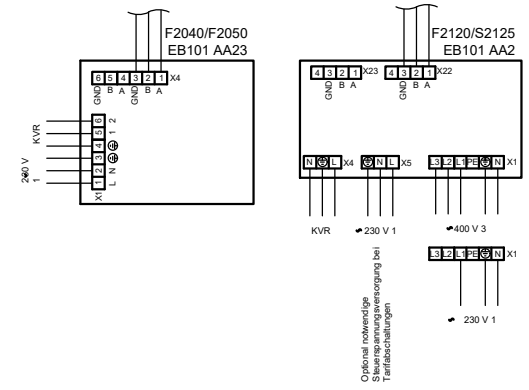 F2040/F2050
EB101 AA23
6 5 4 3 2 1 X4
GND B A GND B A
KVR
230 V 1
6 5 4 3 2 1
X1
2 1 N L
F2120/S2125
EB101 AA2
4 3 2 1 X23
GND B A
4 3 2 1 X22
GND B A
N L X4
N L X5
L3 L2 L1 PE N X1
KVR
230 V 1
400 V 3
Optional notwendige
Steuerspannungsversorgung bei
Tarifabschaltungen
L3 L2 L1 PE N X1
230 V 1